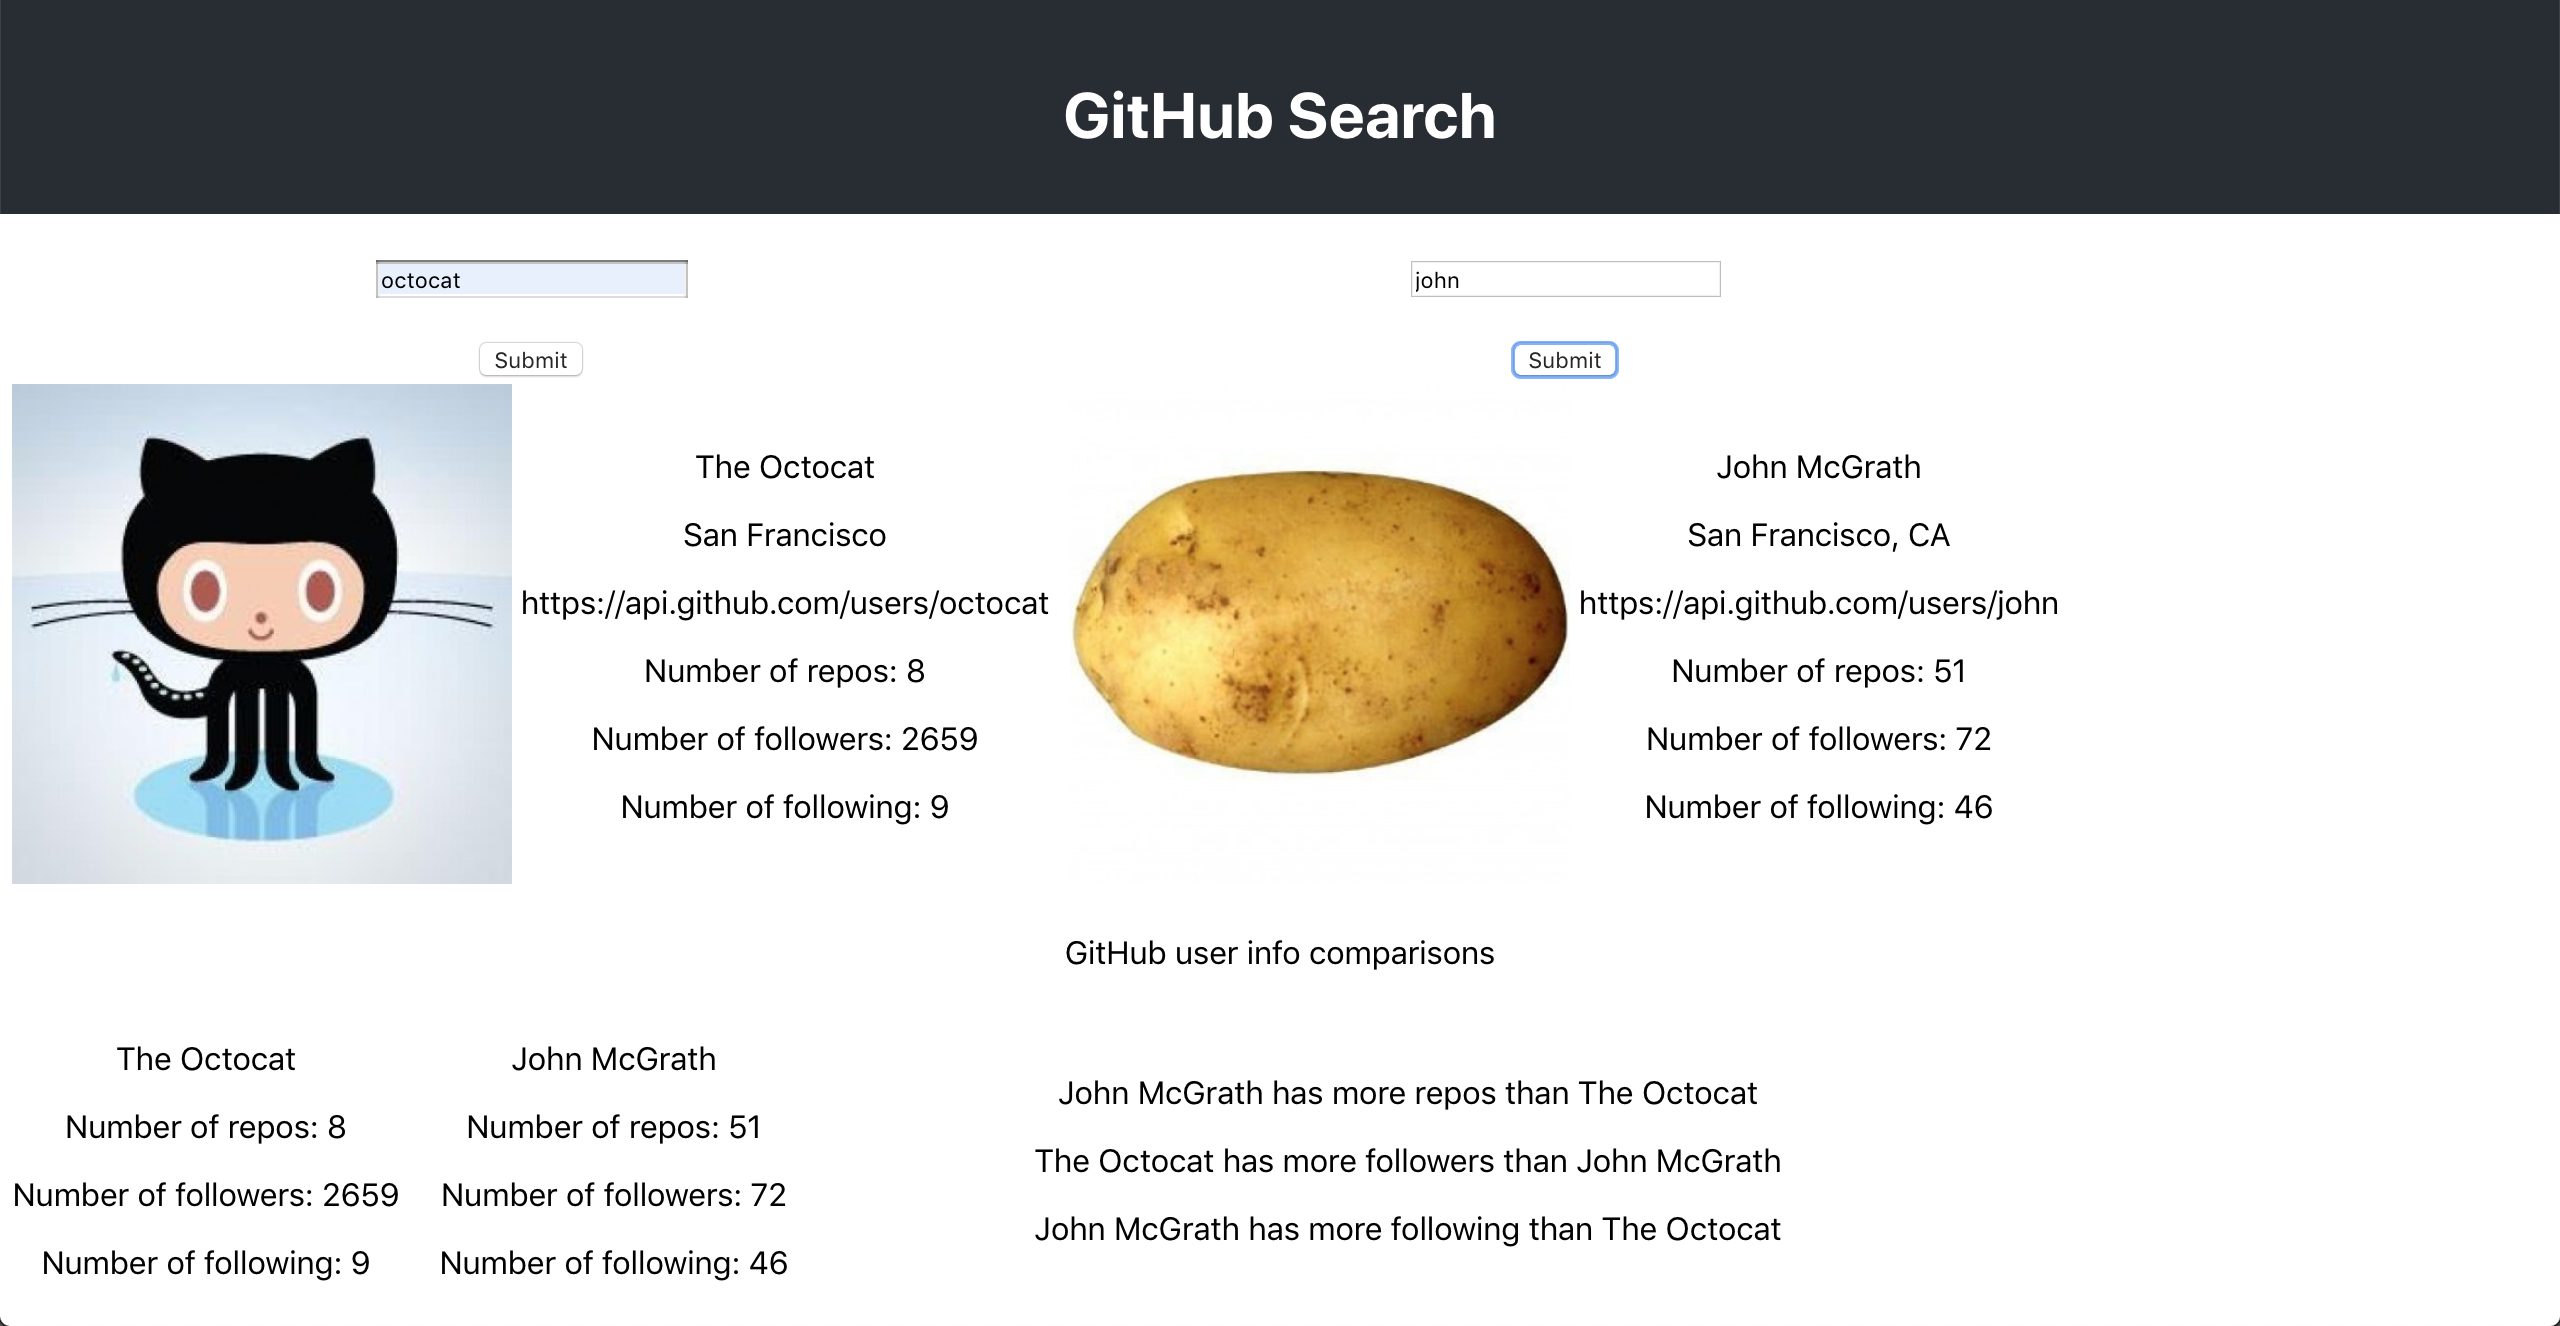 GitHub Search
octocat
john
Submit
Submit
The Octocat
San Francisco
https://api.github.com/users/octocat
Number of repos: 8
Number of followers: 2659
Number of following: 9
John McGrath
San Francisco, CA
https://api.github.com/users/john
Number of repos: 51
Number of followers: 72
Number of following: 46
GitHub user info comparisons
The Octocat
Number of repos: 8
Number of followers: 2659
Number of following: 9
John McGrath
Number of repos: 51
Number of followers: 72
Number of following: 46
John McGrath has more repos than The Octocat
The Octocat has more followers than John McGrath
John McGrath has more following than The Octocat